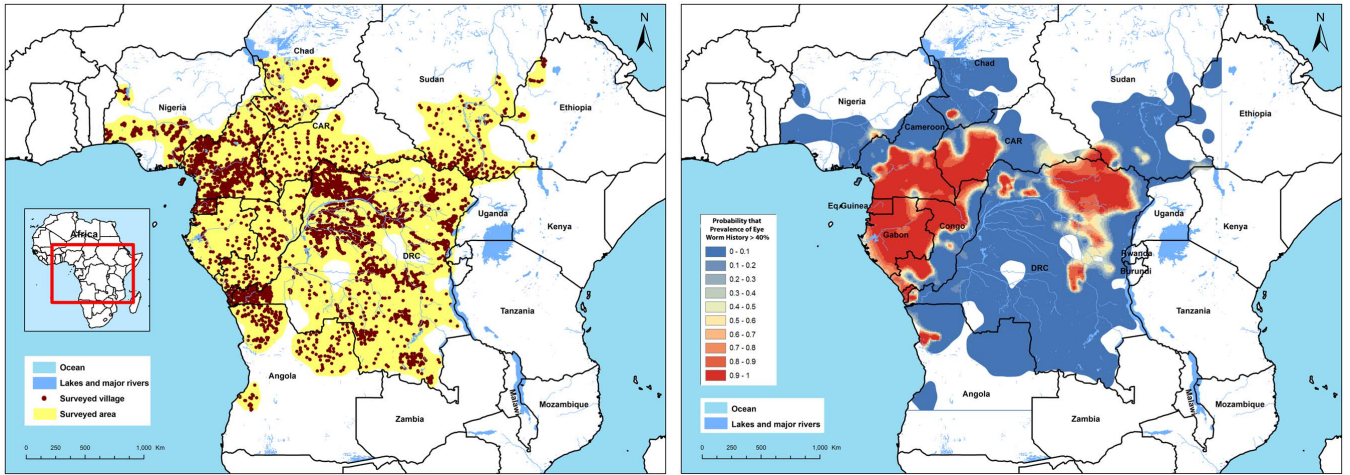 N
Chad
Sudan
Nigeria
Ethiopia
CAR
Uganda
Kenya
Africa
DRC
Tanzania
Ocean
Lakes and major rivers
Surveyed village
Surveyed area
Angola
Malawi
Mozambique
Zambia
0 250 500 1,000 Km
N
Chad
Sudan
Nigeria
Ethiopia
Cameroon
CAR
Eq.Guinea
Uganda
Kenya
Probability that
Prevalence of Eye
Worm History > 40%
Gabon
Congo
0 - 0.1
0.1 - 0.2
0.2 - 0.3
0.3 - 0.4
0.4 - 0.5
0.5 - 0.6
0.6 - 0.7
0.7 - 0.8
0.8 - 0.9
0.9 - 1
Rwanda
DRC
Burundi
Tanzania
Angola
Malawi
Mozambique
Ocean
Lakes and major rivers
Zambia
0 250 500 1,000 Km